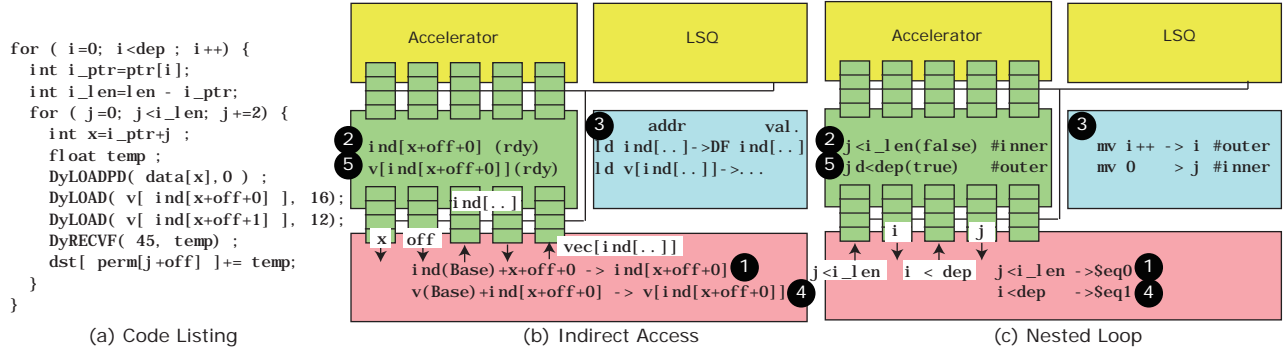 for ( i=0; i<dep ; i++) {
int i_ptr=ptr[i];
int i_len=len - i_ptr;
for ( j=0; j<i_len; j+=2) {
int x=i_ptr+j ;
float temp ;
DyLOADPD( data[x],0 ) ;
DyLOAD( v[ ind[x+off+0] ], 16);
DyLOAD( v[ ind[x+off+1] ], 12);
DyRECVF( 45, temp) ;
dst[ perm[j+off] ]+= temp;
}
}
(a) Code Listing
Accelerator
LSQ
2 ind[x+off+0] (rdy)
5 v[ind[x+off+0]](rdy)
3 addr val.
ld ind[..]->DF ind[..]
ld v[ind[..]]->...
ind[..]
x off
vec[ind[..]]
ind(Base)+x+off+0 -> ind[x+off+0] 1
v(Base)+ind[x+off+0] -> v[ind[x+off+0]] 4
(b) Indirect Access
Accelerator
LSQ
2 j<i_len(false) #inner
5 jd<dep(true) #outer
3 mv i++ -> i #outer
mv 0 > j #inner
i j
j<i_len i < dep
j<i_len ->Seq0 1
i<dep ->Seq1 4
(c) Nested Loop